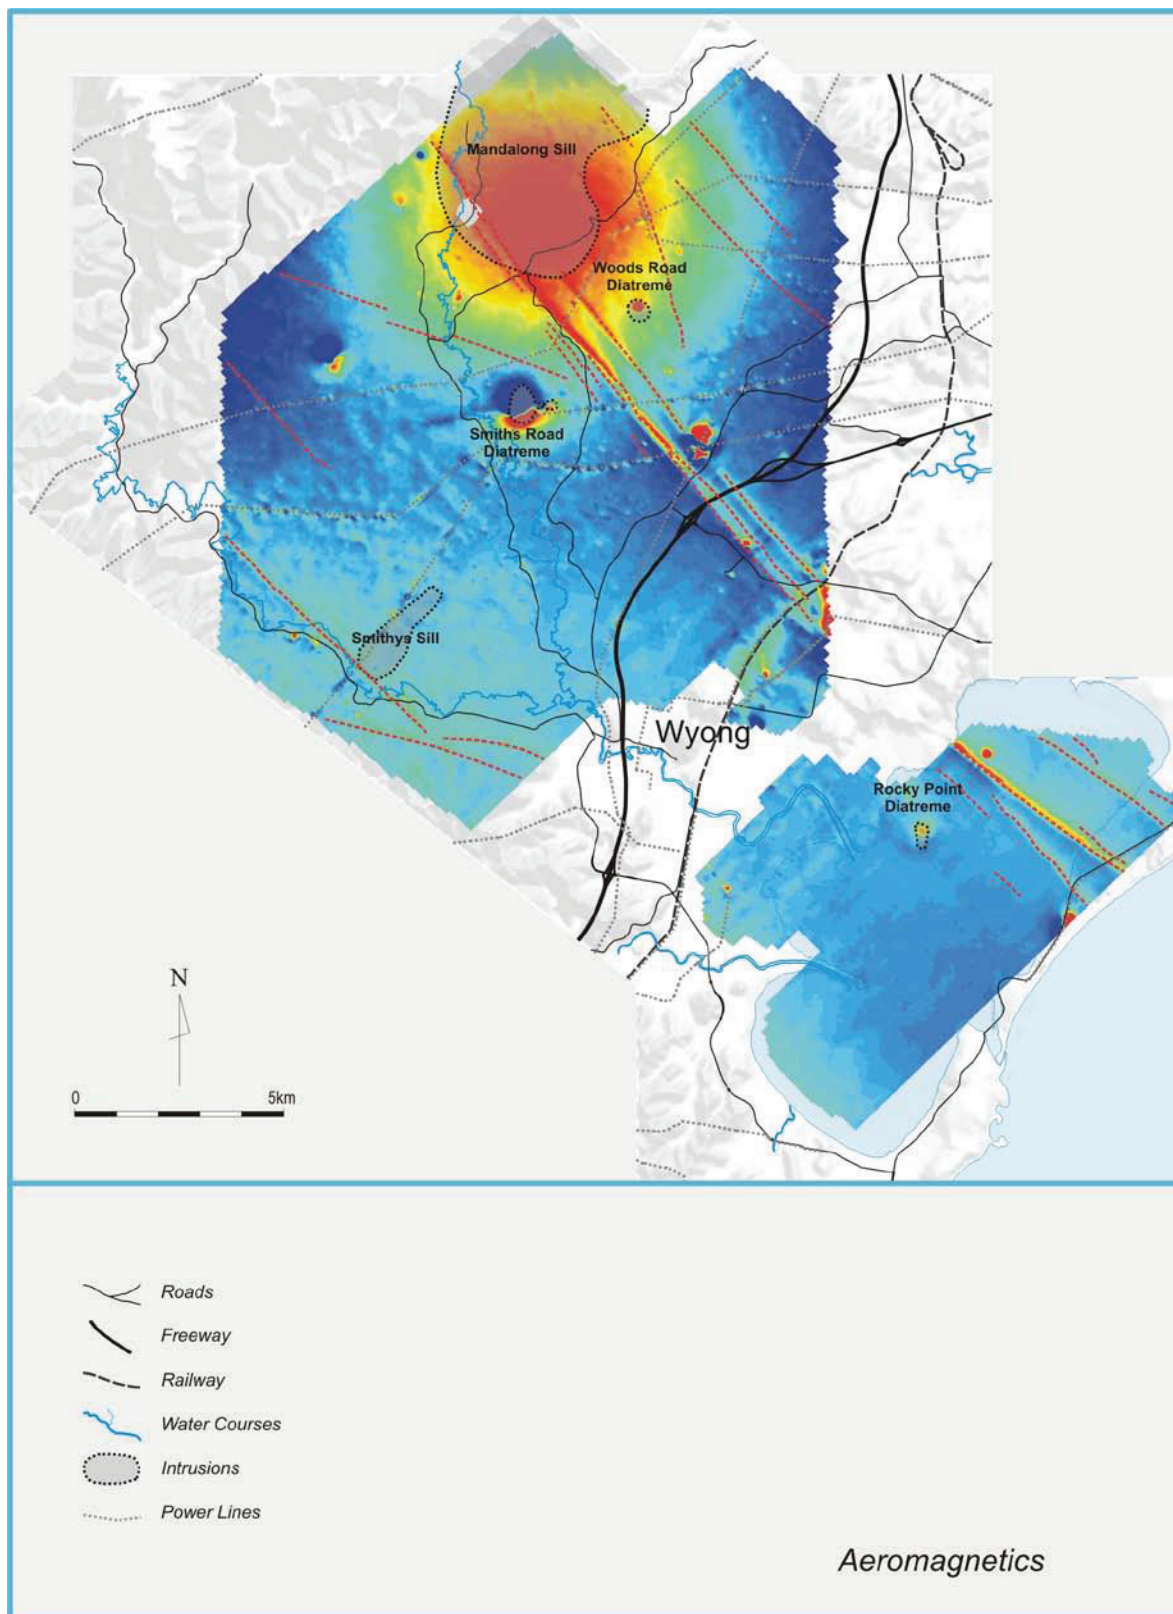 Mandalong Sill
Woods Road
Diatreme
Smiths Road
Diatreme
Smithys Sill
Wyong
Rocky Point
Diatreme
N
0 5km
Roads
Freeway
Railway
Water Courses
Intrusions
Power Lines
Aeromagnetics